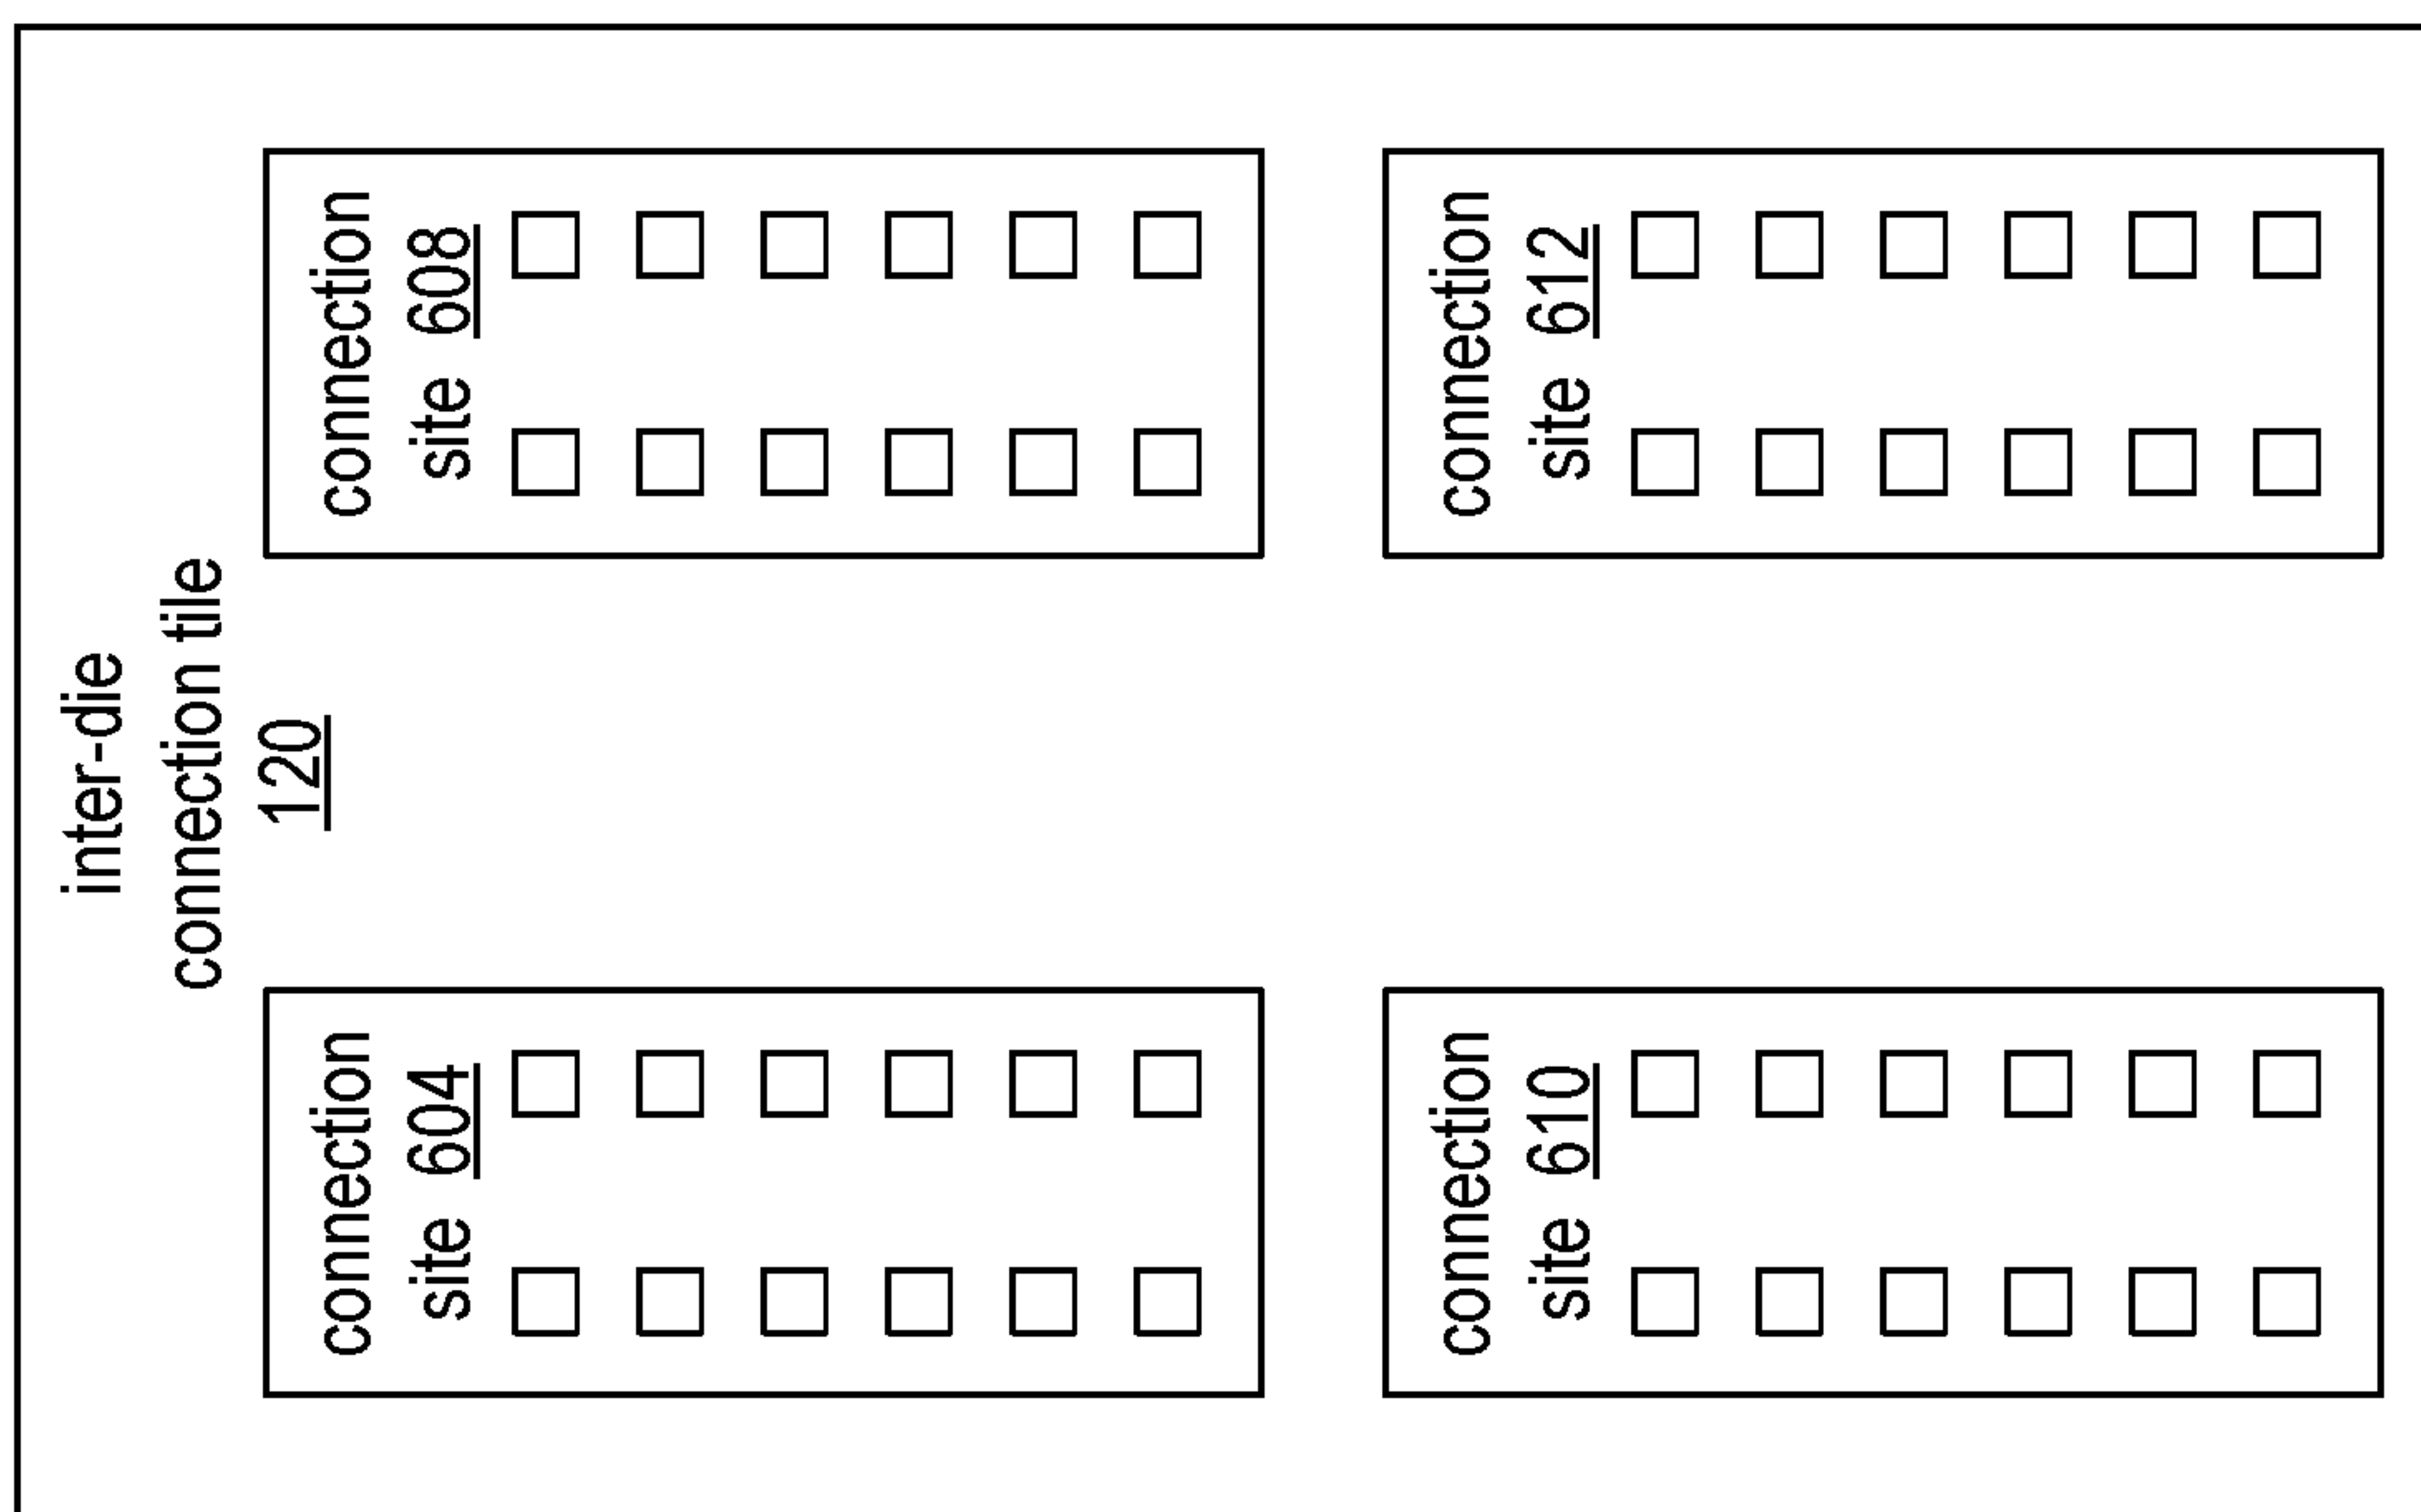 inter-die
connection tile
120
connection
site 604
connection
site 608
connection
site 610
connection
site 612